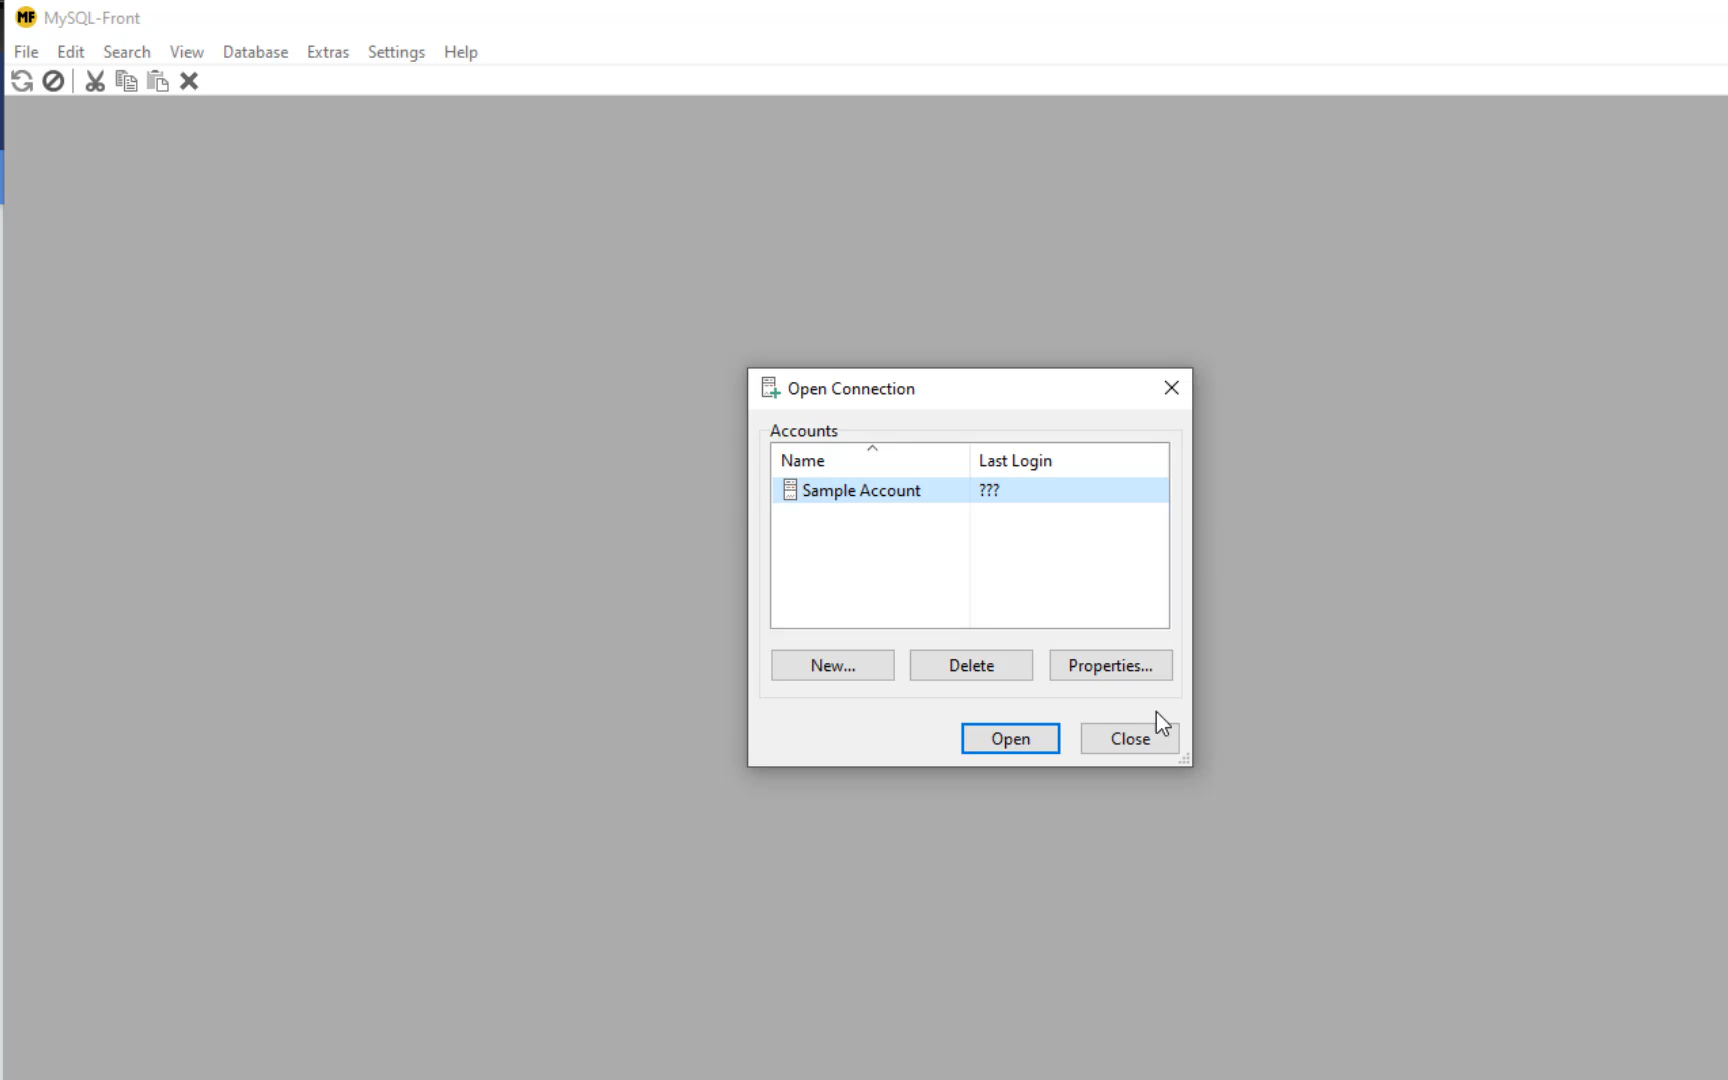 MF MySQL-Front
File Edit Search View Database Extras Settings Help
Open Connection
Accounts
Name Last Login
Sample Account ???
New... Delete Properties...
Open Close